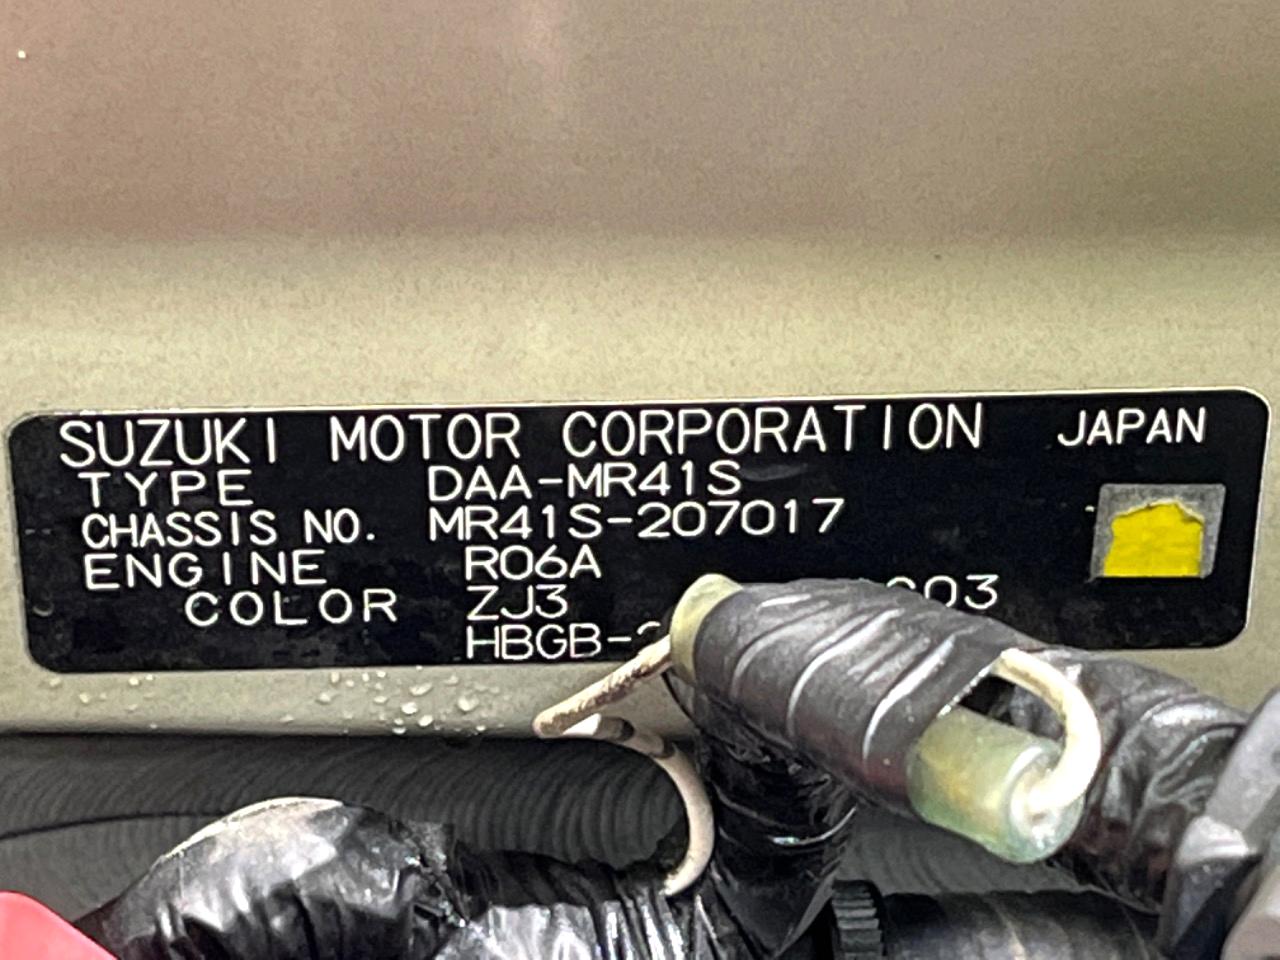 SUZUKI MOTOR CORPORATION JAPAN
TYPE DAA-MR41S
CHASSIS NO. MR41S-207017
ENGINE R06A
COLOR ZJ3
HBGB-